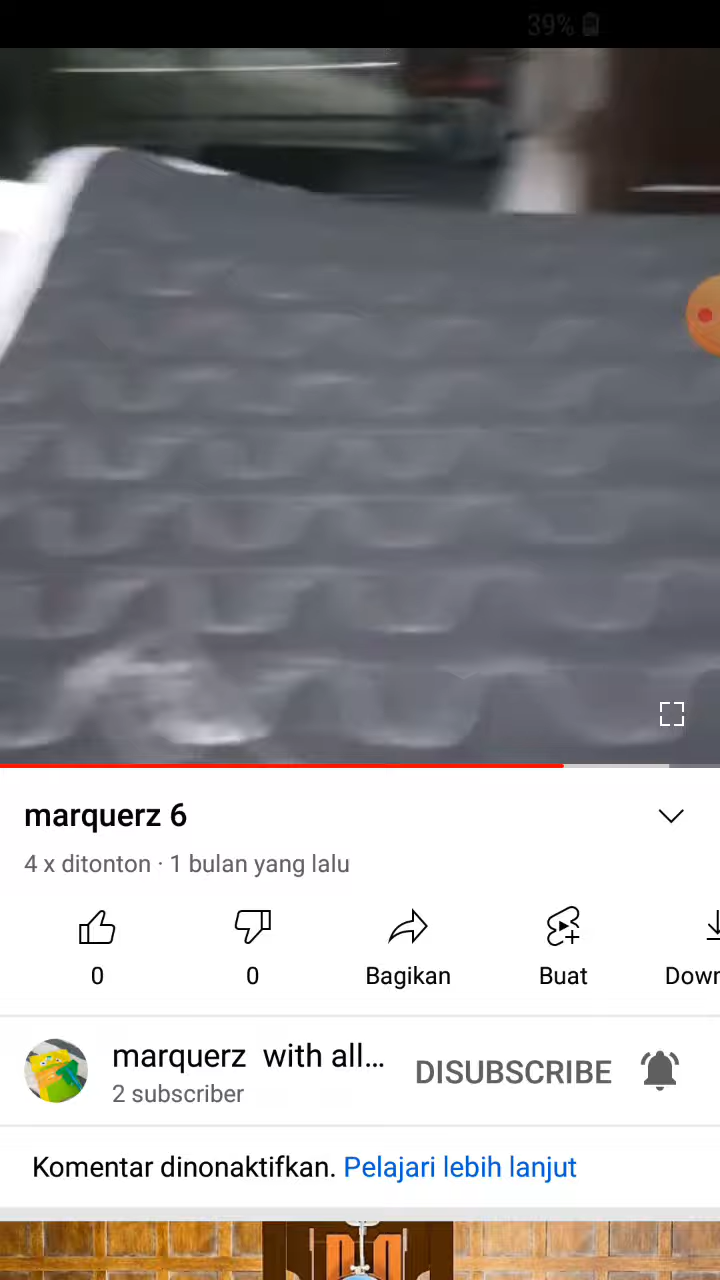 39%
marquerz 6
4 x ditonton · 1 bulan yang lalu
0
0
Bagikan
Buat
Down
marquerz with all...
DISUBSCRIBE
2 subscriber
Komentar dinonaktifkan. Pelajari lebih lanjut